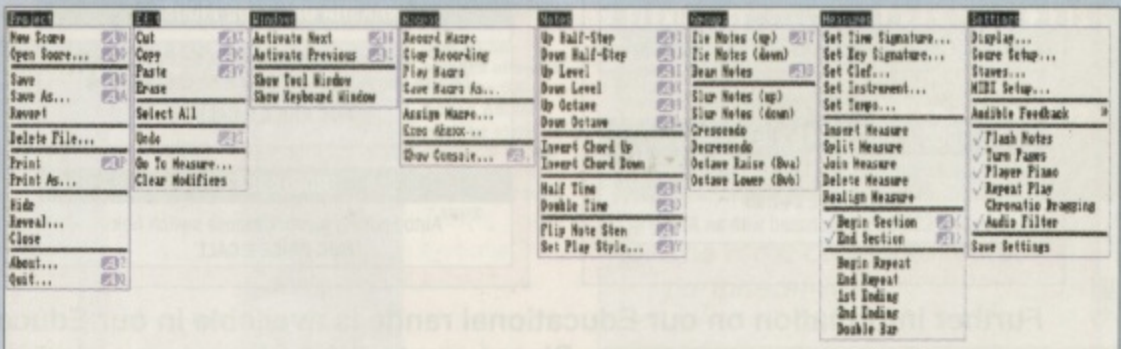 Project
New Score
Open Score...
Save
Save As...
Revert
Delete File...
Print
Print As...
Hide
Reveal...
Close
About...
Quit...
Edit
Cut
Copy
Paste
Erase
Select All
Undo
Go To Measure...
Clear Modifiers
Window
Activate Next
Activate Previous
Show Tool Window
Show Keyboard Window
Macros
Record Macro
Stop Recording
Play Macro
Save Macro As...
Assign Macro...
Show Console...
Notes
Up Half-Step
Down Half-Step
Up Level
Down Level
Up Octave
Down Octave
Invert Chord Up
Invert Chord Down
Half Time
Double Time
Flip Note Stem
Set Play Style...
Groups
Tie Notes (up)
Tie Notes (down)
Beam Notes
Slur Notes (up)
Slur Notes (down)
Crescendo
Decresendo
Octave Raise (8va)
Octave Lower (8vb)
Measures
Set Time Signature...
Set Key Signature...
Set Clef...
Set Instrument...
Set Tempo...
Insert Measure
Split Measure
Join Measure
Delete Measure
Realign Measure
Begin Section
End Section
Begin Repeat
End Repeat
1st Ending
2nd Ending
Double Bar
Settings
Display...
Score Setup...
Staves...
MIDI Setup...
Audible Feedback »
Flash Notes
Turn Pages
Player Piano
Repeat Play
Chromatic Dragging
Audio Filter
Save Settings